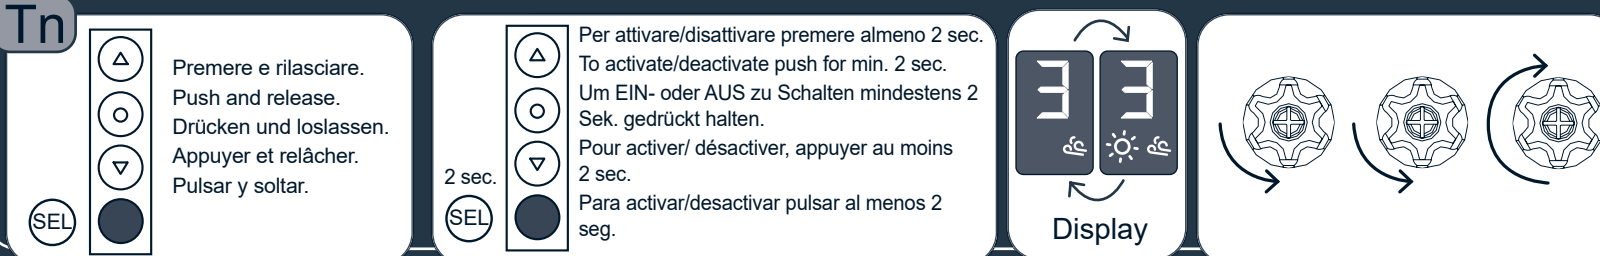 Tn
Premere e rilasciare.
Push and release.
Drücken und loslassen.
Appuyer et relâcher.
Pulsar y soltar.
SEL
Per attivare/disattivare premere almeno 2 sec.
To activate/deactivate push for min. 2 sec.
Um EIN- oder AUS zu Schalten mindestens 2
Sek. gedrückt halten.
Pour activer/ désactiver, appuyer au moins
2 sec.
Para activar/desactivar pulsar al menos 2
seg.
2 sec.
SEL
3 3
Display